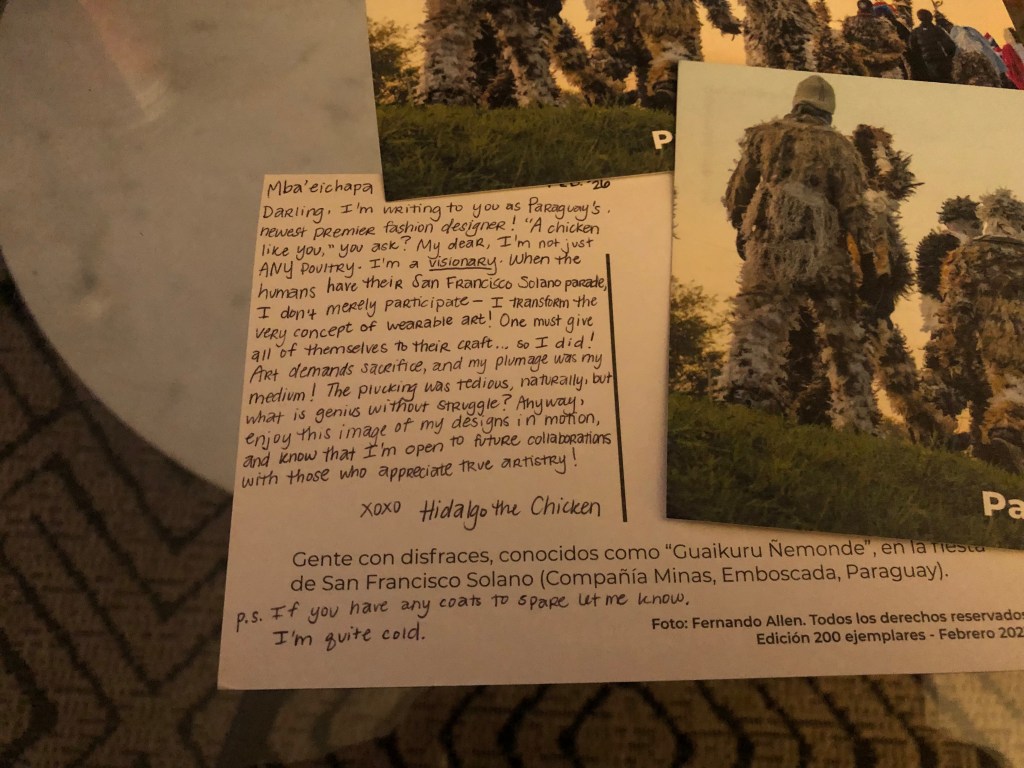 P
Mba'eichapa
'26
Darling, I'm writing to you as Paraguay's
newest premier fashion designer! "A chicken
like you," you ask? My dear, I'm not just
ANY poultry. I'm a visionary. When the
humans have their San Francisco Solano parade,
I don't merely participate — I transform the
very concept of wearable art! One must give
all of themselves to their craft... so I did!
Art demands sacrifice, and my plumage was my
medium! The plucking was tedious, naturally, but
what is genius without struggle? Anyway,
enjoy this image of my designs in motion,
and know that I'm open to future collaborations
with those who appreciate true artistry!
xoxo Hidalgo the Chicken
Pa
Gente con disfraces, conocidos como "Guaikuru Ñemonde", en la fiesta
de San Francisco Solano (Compañía Minas, Emboscada, Paraguay).
p.s. If you have any coats to spare let me know.
I'm quite cold.
Foto: Fernando Allen. Todos los derechos reservados
Edición 200 ejemplares - Febrero 202